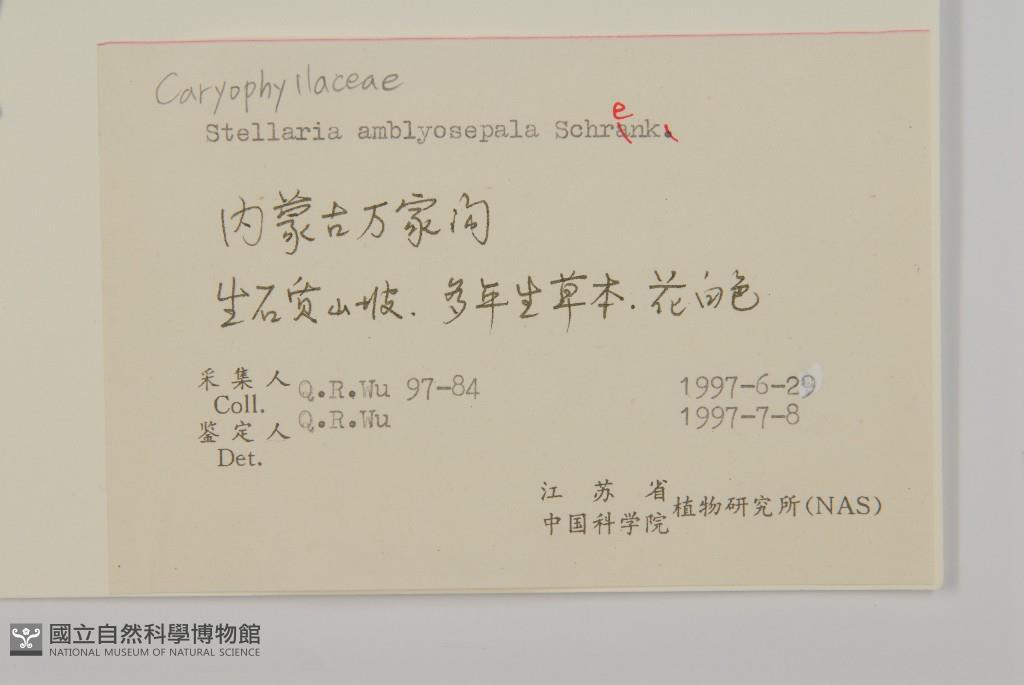 Caryophyllaceae
e
Stellaria amblyosepala Schrank.
内蒙古万家沟
生石质山坡. 多年生草本. 花白色
采集人 Q.R.Wu 97-84 1997-6-29
Coll.
鉴定人 Q.R.Wu 1997-7-8
Det.
江苏省
中国科学院 植物研究所(NAS)
國立自然科學博物館
NATIONAL MUSEUM OF NATURAL SCIENCE